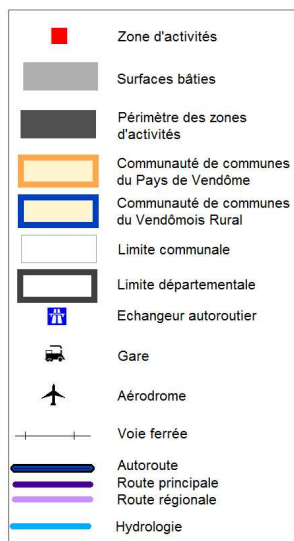 Zone d'activités
Surfaces bâties
Périmètre des zones
d'activités
Communauté de communes
du Pays de Vendôme
Communauté de communes
du Vendômois Rural
Limite communale
Limite départementale
Echangeur autoroutier
Gare
Aérodrome
Voie ferrée
Autoroute
Route principale
Route régionale
Hydrologie